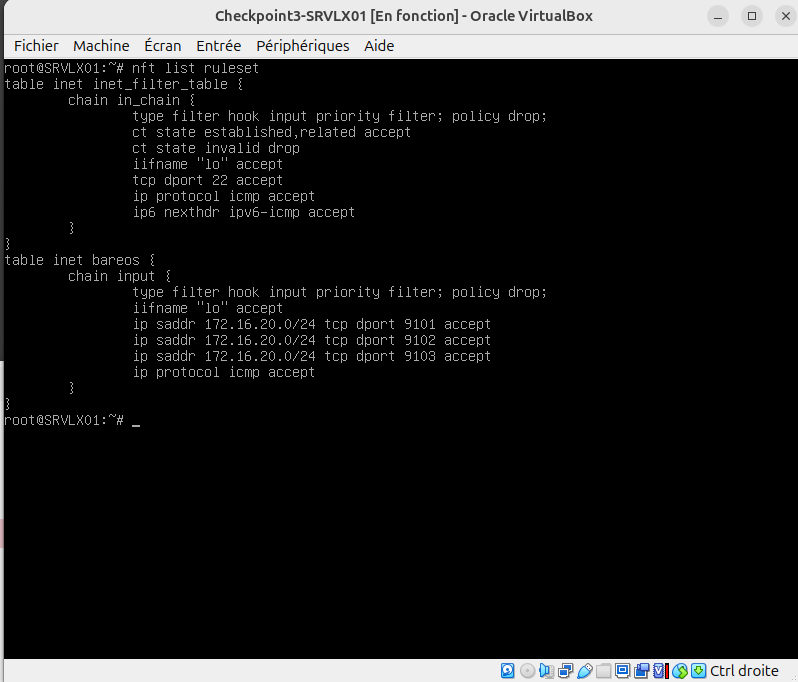 Checkpoint3-SRVLX01 [En fonction] - Oracle VirtualBox
Fichier Machine Écran Entrée Périphériques Aide
root@SRVLX01:~# nft list ruleset
table inet inet_filter_table {
        chain in_chain {
                type filter hook input priority filter; policy drop;
                ct state established,related accept
                ct state invalid drop
                iifname "lo" accept
                tcp dport 22 accept
                ip protocol icmp accept
                ip6 nexthdr ipv6-icmp accept
        }
}
table inet bareos {
        chain input {
                type filter hook input priority filter; policy drop;
                iifname "lo" accept
                ip saddr 172.16.20.0/24 tcp dport 9101 accept
                ip saddr 172.16.20.0/24 tcp dport 9102 accept
                ip saddr 172.16.20.0/24 tcp dport 9103 accept
                ip protocol icmp accept
        }
}
root@SRVLX01:~# _
Ctrl droite